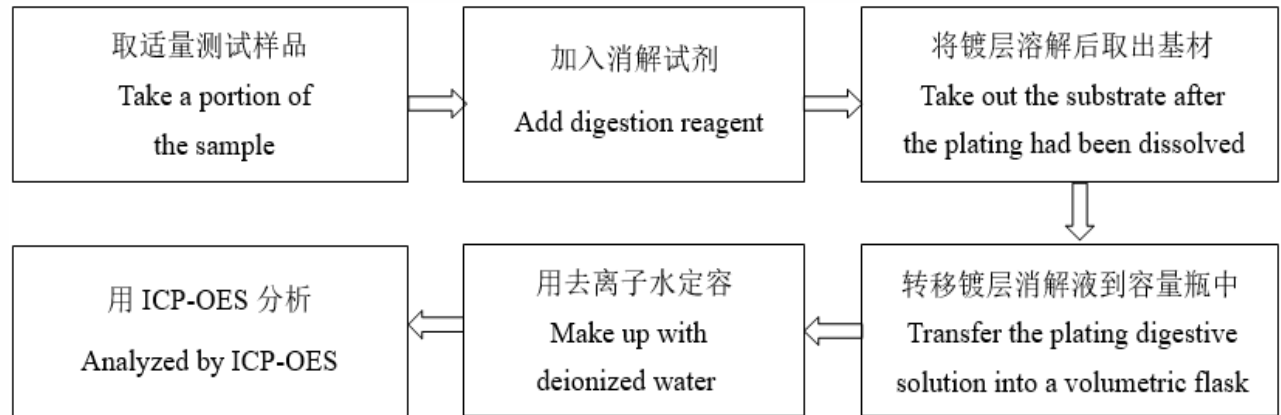 取适量测试样品
Take a portion of
the sample
加入消解试剂
Add digestion reagent
将镀层溶解后取出基材
Take out the substrate after
the plating had been dissolved
转移镀层消解液到容量瓶中
Transfer the plating digestive
solution into a volumetric flask
用去离子水定容
Make up with
deionized water
用 ICP-OES 分析
Analyzed by ICP-OES